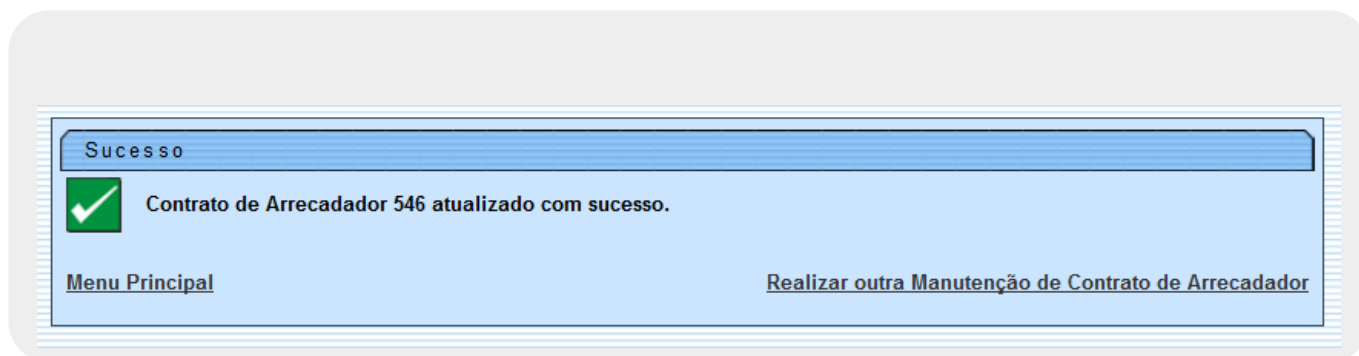 Sucesso
Contrato de Arrecadador 546 atualizado com sucesso.
Menu Principal
Realizar outra Manutenção de Contrato de Arrecadador